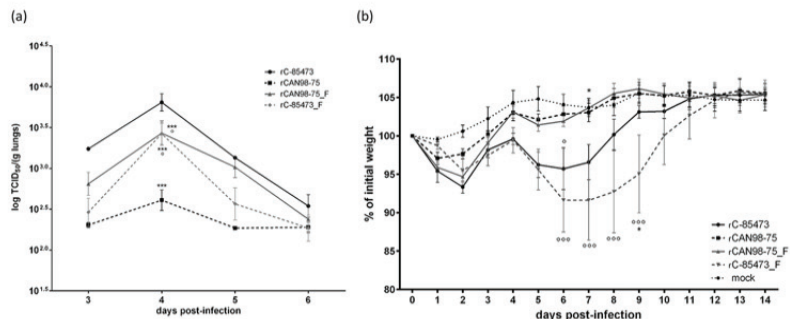 (a)
(b)
log TCID50/(g lungs)
10^4.5
10^4.0
10^3.5
10^3.0
10^2.5
10^2.0
10^1.5
3 4 5 6
days post-infection
rC-85473
rCAN98-75
rCAN98-75_F
rC-85473_F
***
°
***
°
***
% of initial weight
110
105
100
95
90
85
80
0 1 2 3 4 5 6 7 8 9 10 11 12 13 14
days post-infection
*
°
°°°
°°°
°°°
°°°
*
rC-85473
rCAN98-75
rCAN98-75_F
rC-85473_F
mock